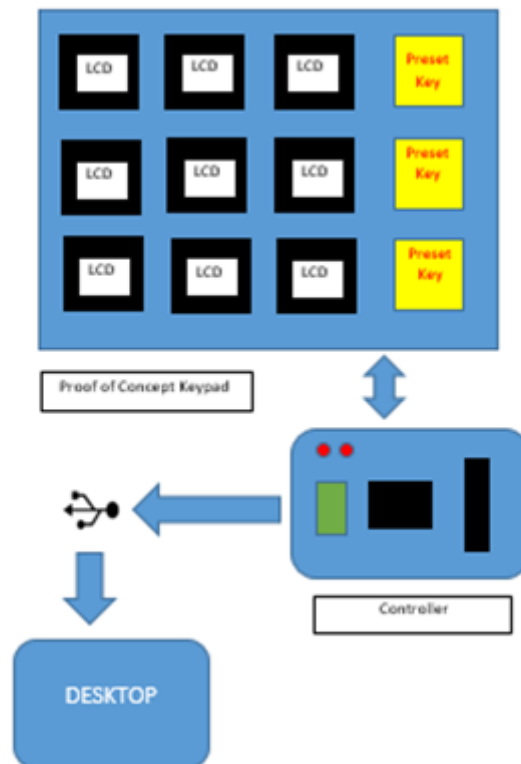 LCD LCD LCD Preset
Key
LCD LCD LCD Preset
Key
LCD LCD LCD Preset
Key
Proof of Concept Keypad
Controller
DESKTOP